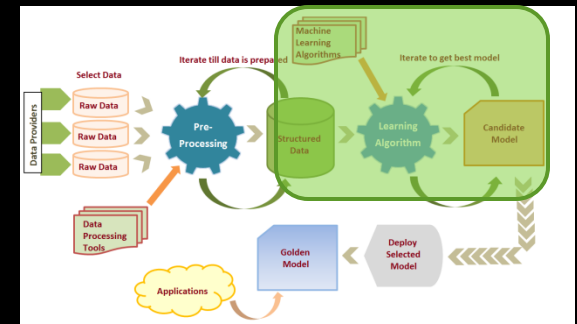 Machine
Learning
Algorithms
Iterate till data is prepared
Iterate to get best model
Select Data
Data Providers
Raw Data
Raw Data
Raw Data
Pre-
Processing
Structured
Data
Learning
Algorithm
Candidate
Model
Data
Processing
Tools
Golden
Model
Deploy
Selected
Model
Applications